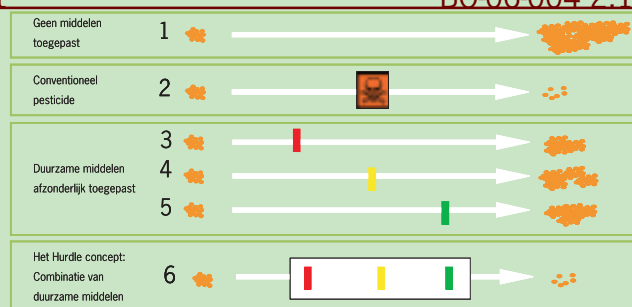 Geen middelen
toegepast
1
Conventioneel
pesticide
2
3
Duurzame middelen
afzonderlijk toegepast
4
5
Het Hurdle concept:
Combinatie van
duurzame middelen
6